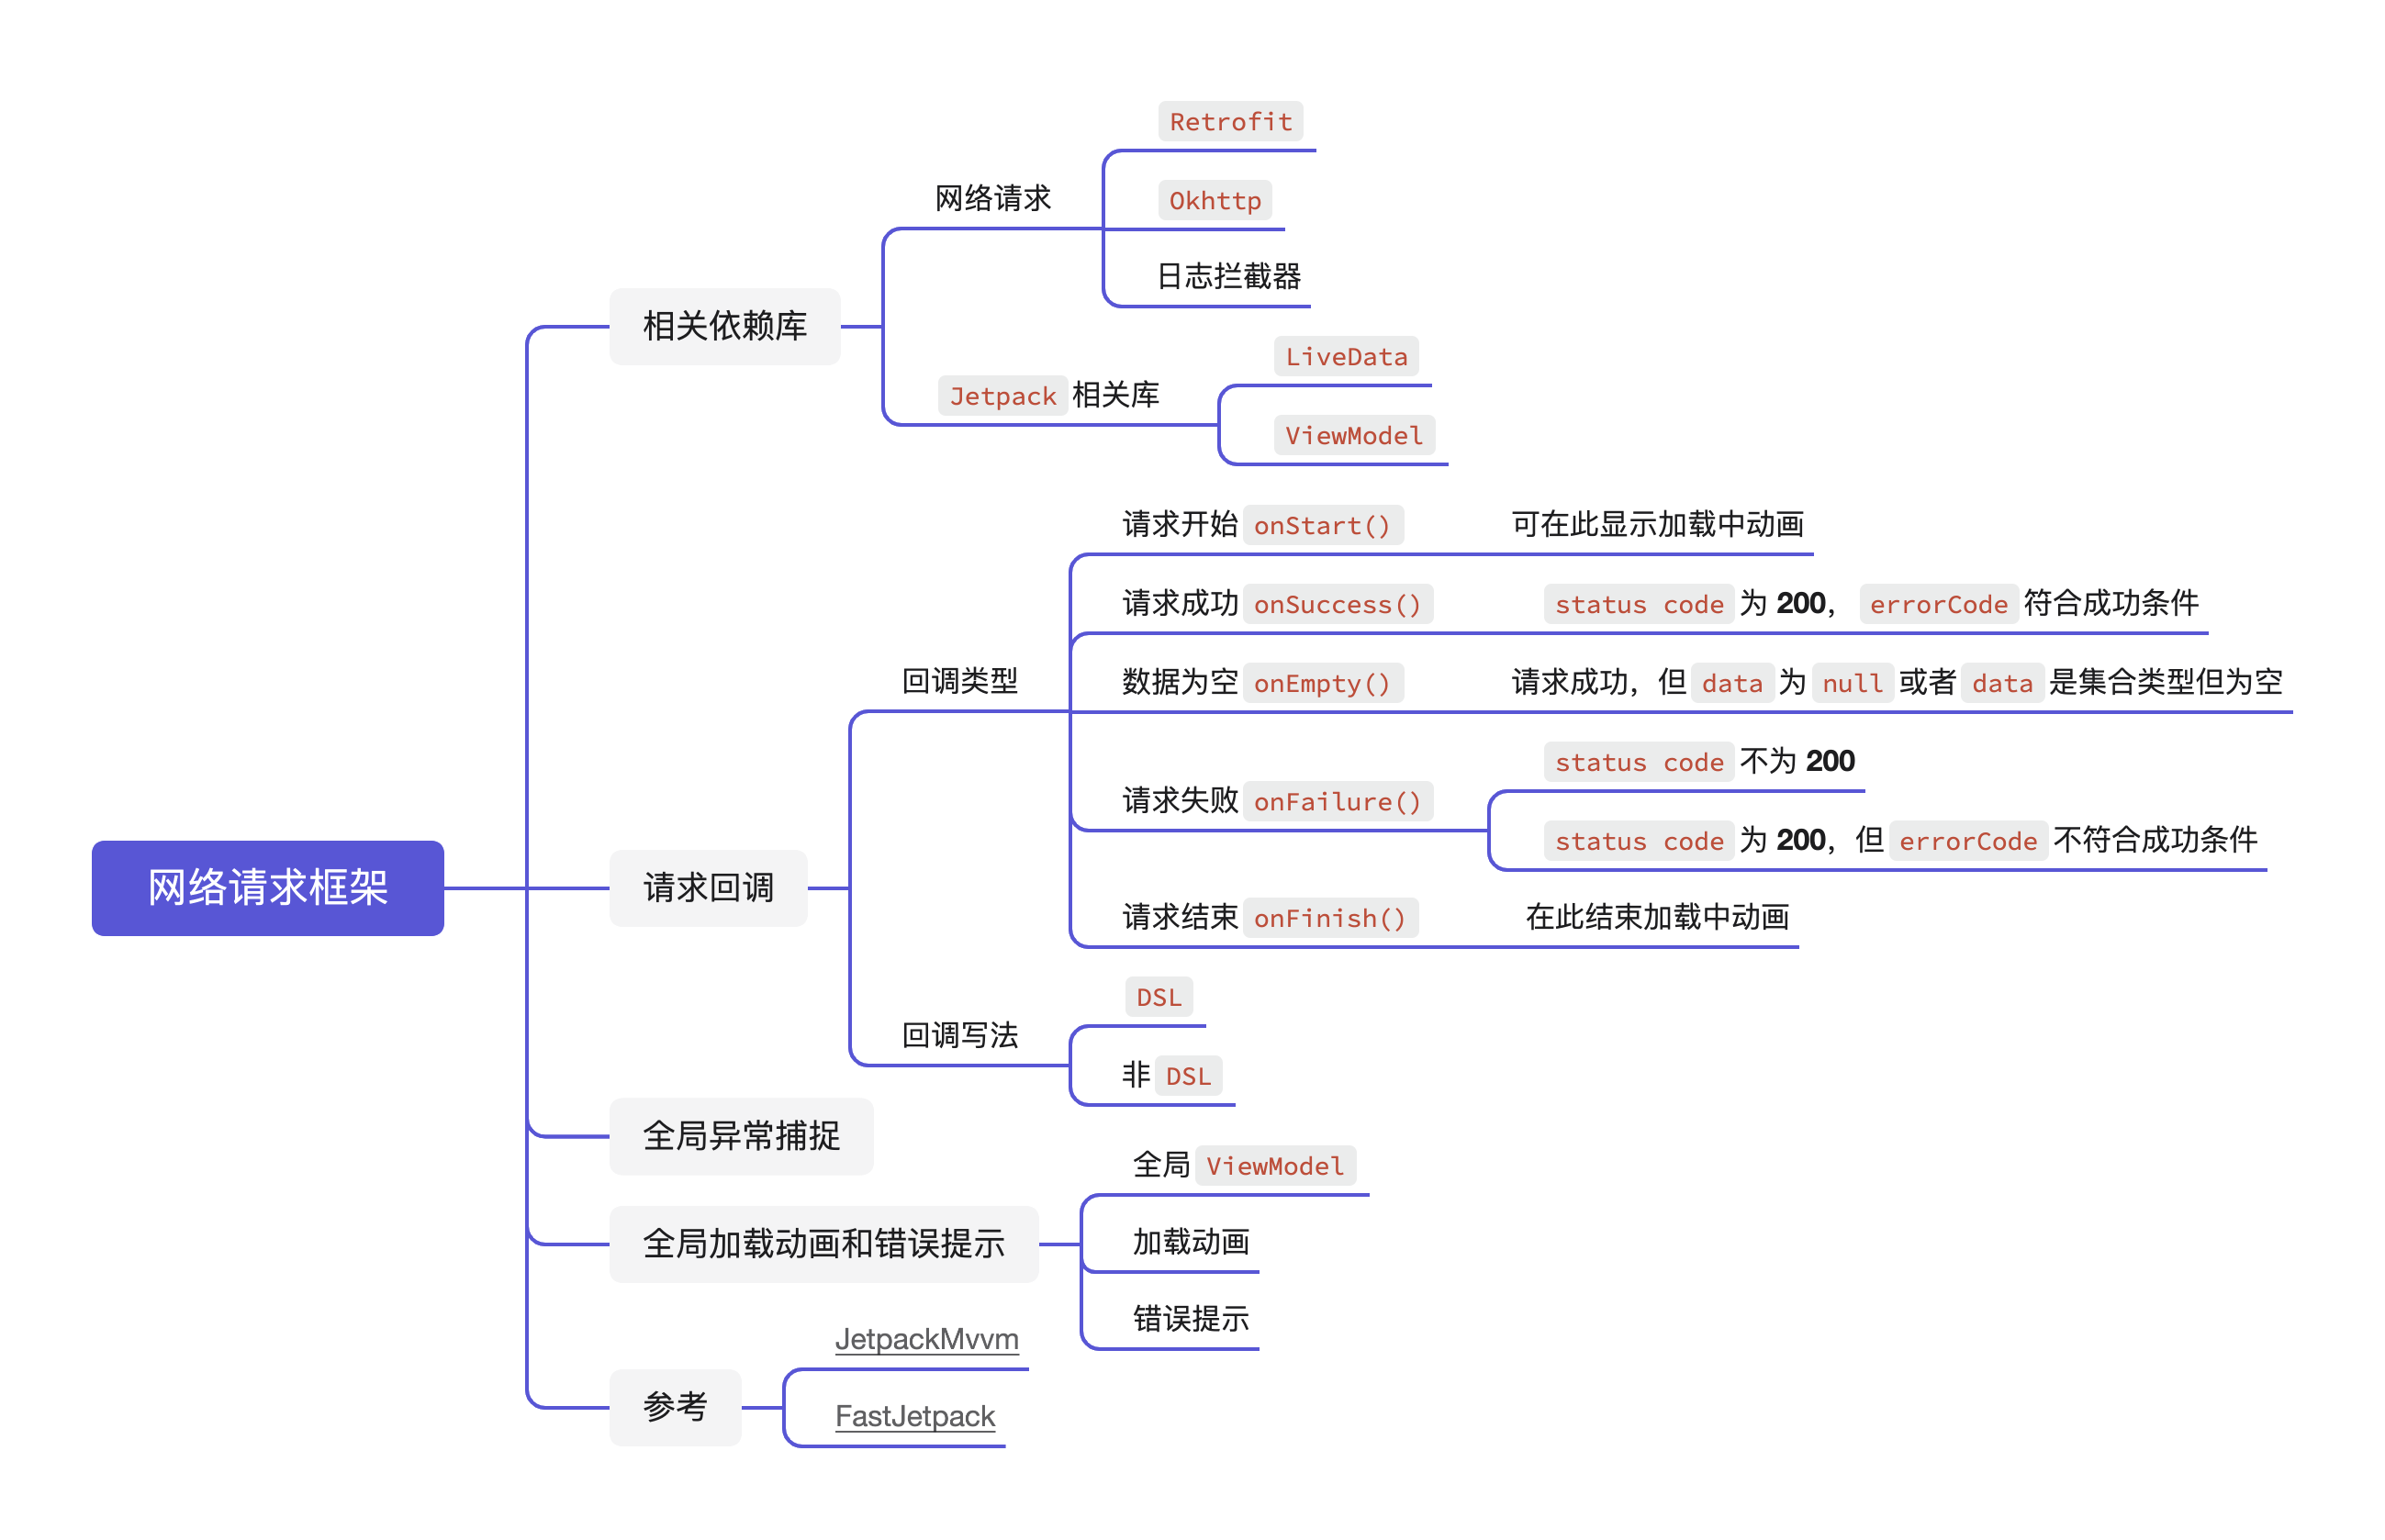 网络请求框架
相关依赖库
网络请求
Retrofit
Okhttp
日志拦截器
Jetpack 相关库
LiveData
ViewModel
请求回调
回调类型
请求开始 onStart()
可在此显示加载中动画
请求成功 onSuccess()
status code 为 200， errorCode 符合成功条件
数据为空 onEmpty()
请求成功，但 data 为 null 或者 data 是集合类型但为空
请求失败 onFailure()
status code 不为 200
status code 为 200，但 errorCode 不符合成功条件
请求结束 onFinish()
在此结束加载中动画
回调写法
DSL
非 DSL
全局异常捕捉
全局加载动画和错误提示
全局 ViewModel
加载动画
错误提示
参考
JetpackMvvm
FastJetpack